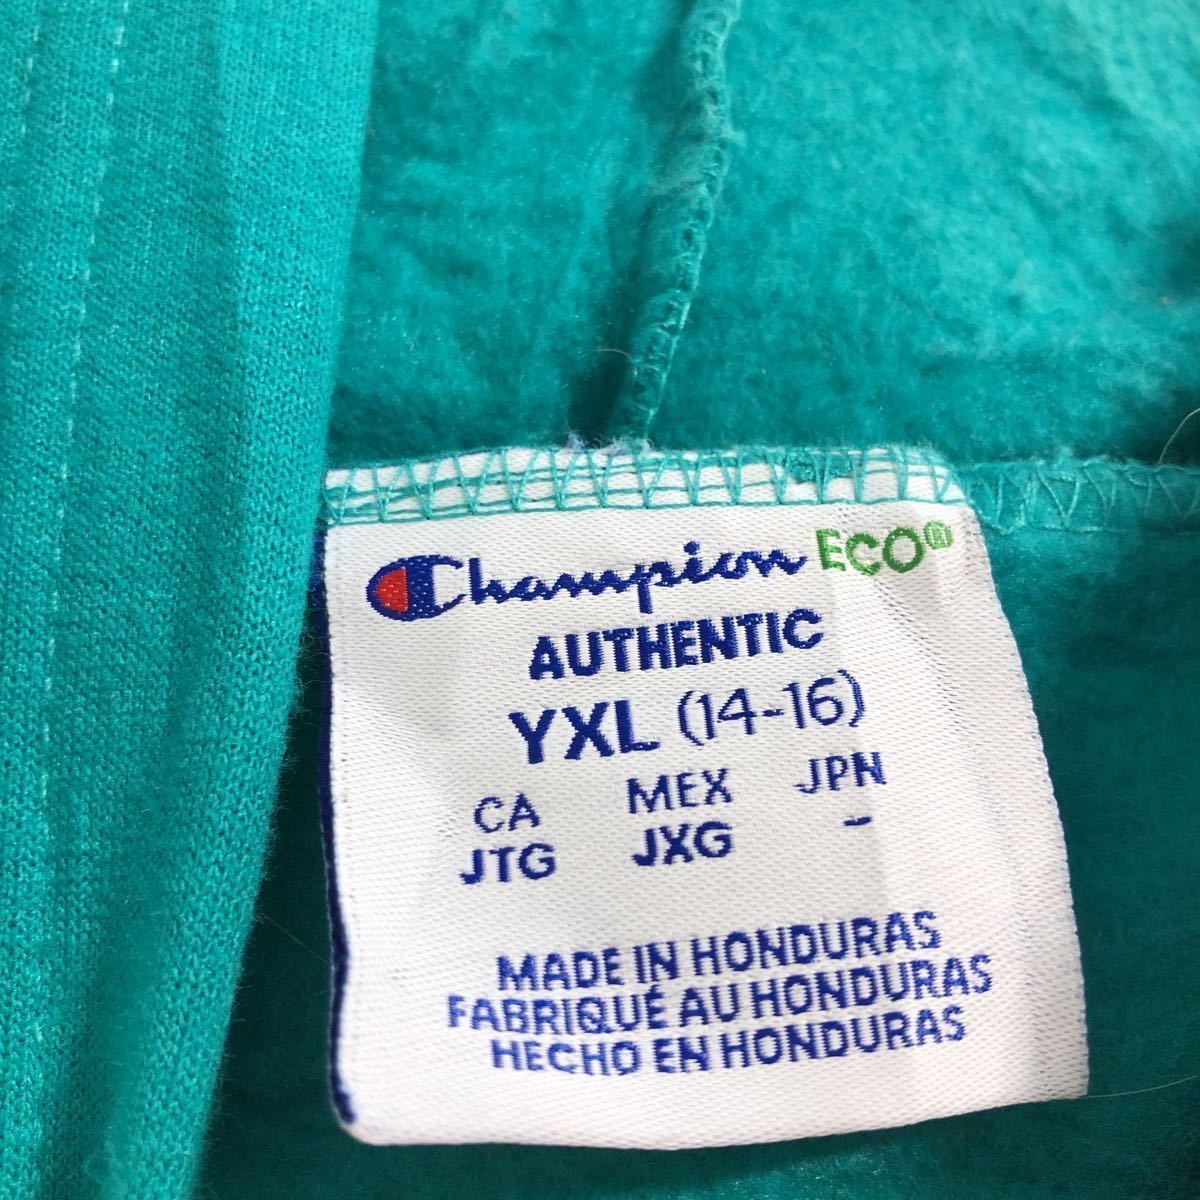 Champion ECO
AUTHENTIC
YXL (14-16)
CA MEX JPN
JTG JXG -
MADE IN HONDURAS
FABRIQUÉ AU HONDURAS
HECHO EN HONDURAS